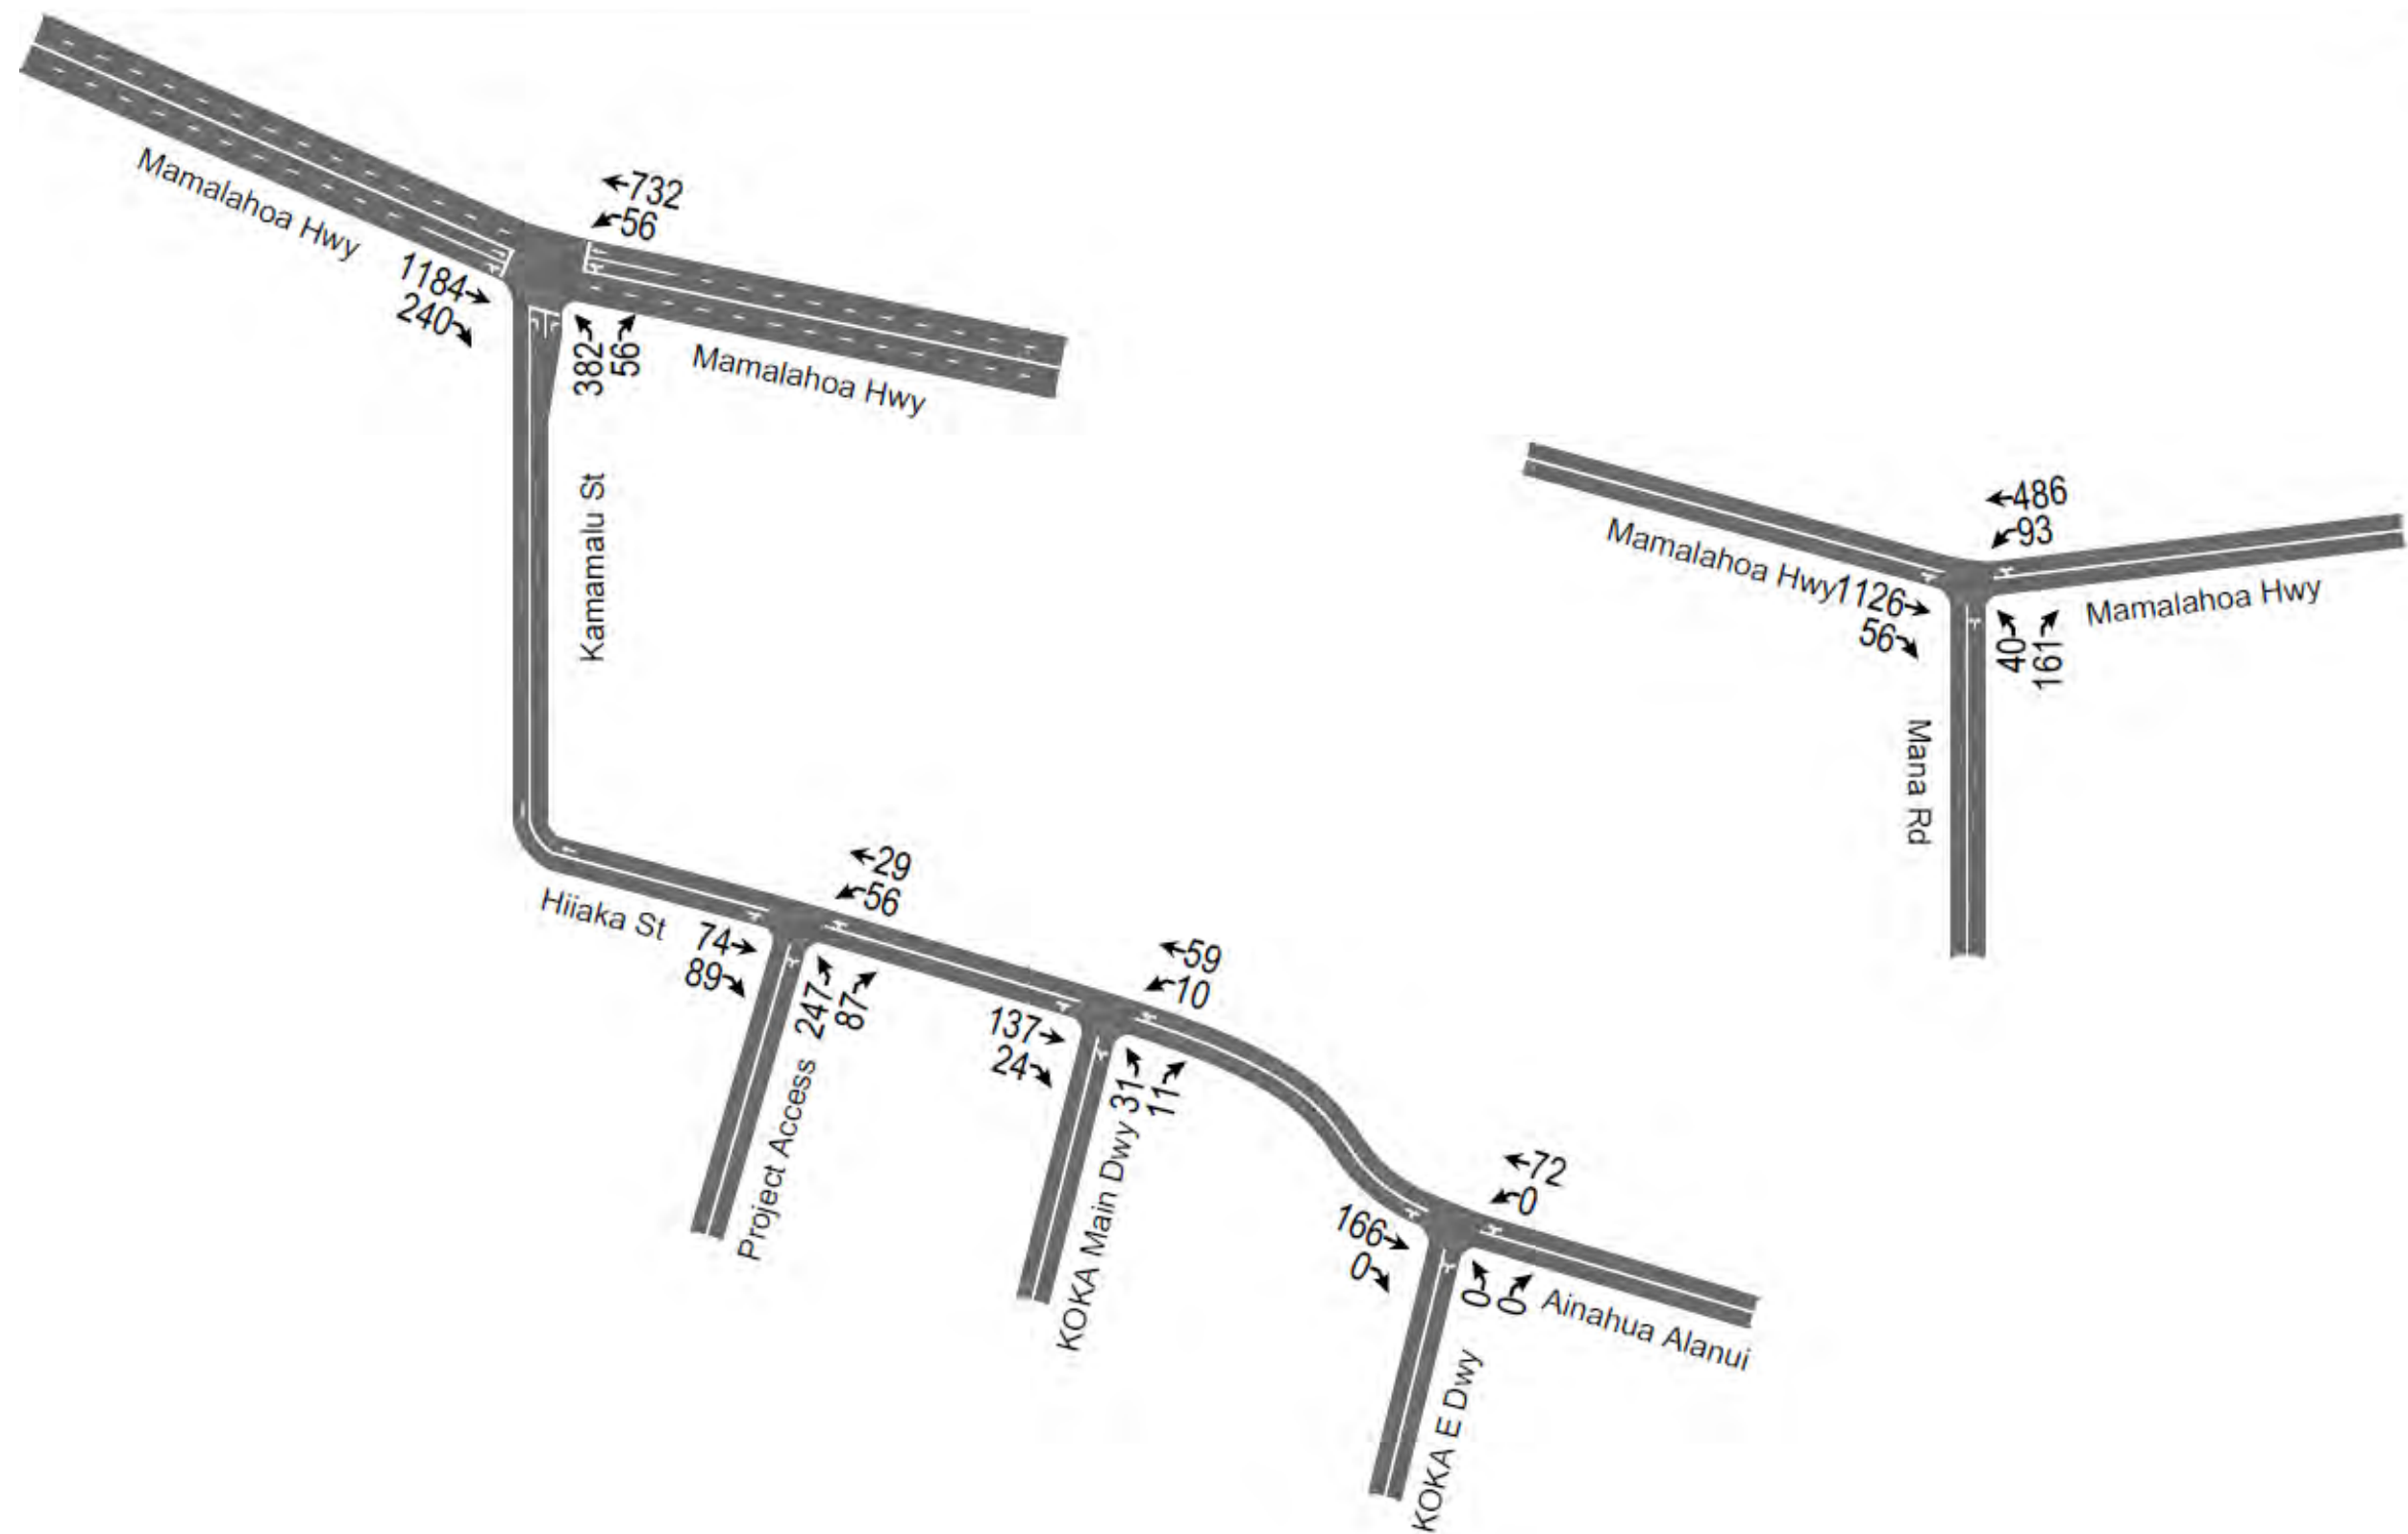 Mamalahoa Hwy
732
56
1184
240
382
56
Mamalahoa Hwy
Kamamalu St
486
93
Mamalahoa Hwy
1126
56
40
161
Mamalahoa Hwy
Mana Rd
Hiiaka St
29
56
74
89
247
87
Project Access
59
10
137
24
31
11
KOKA Main Dwy
72
0
166
0
0
0
Ainahua Alanui
KOKA E Dwy